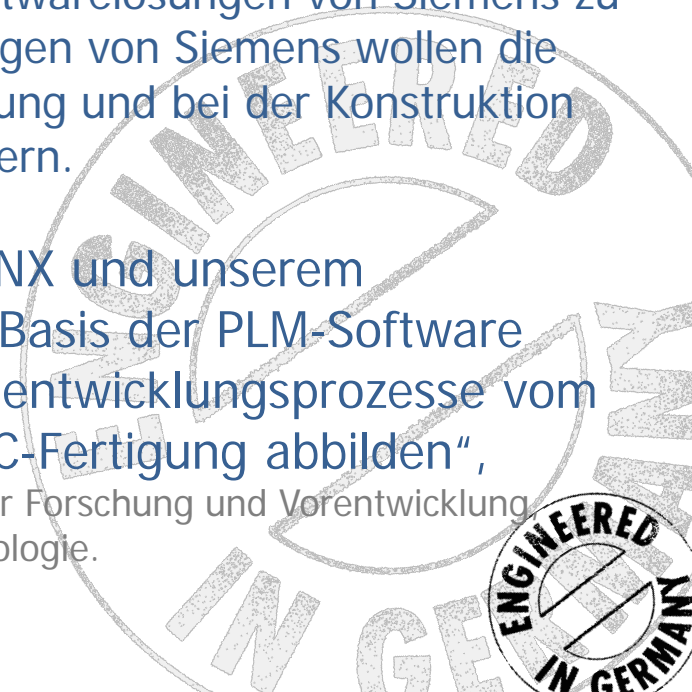 twarelösungen von Siemens zu
gen von Siemens wollen die
ung und bei der Konstruktion
ern.
NX und unserem
Basis der PLM-Software
entwicklungsprozesse vom
C-Fertigung abbilden“,
r Forschung und Vorentwicklung,
ologie.
ENGINEERED
IN GERMANY
ENGINEERED
IN GERMANY